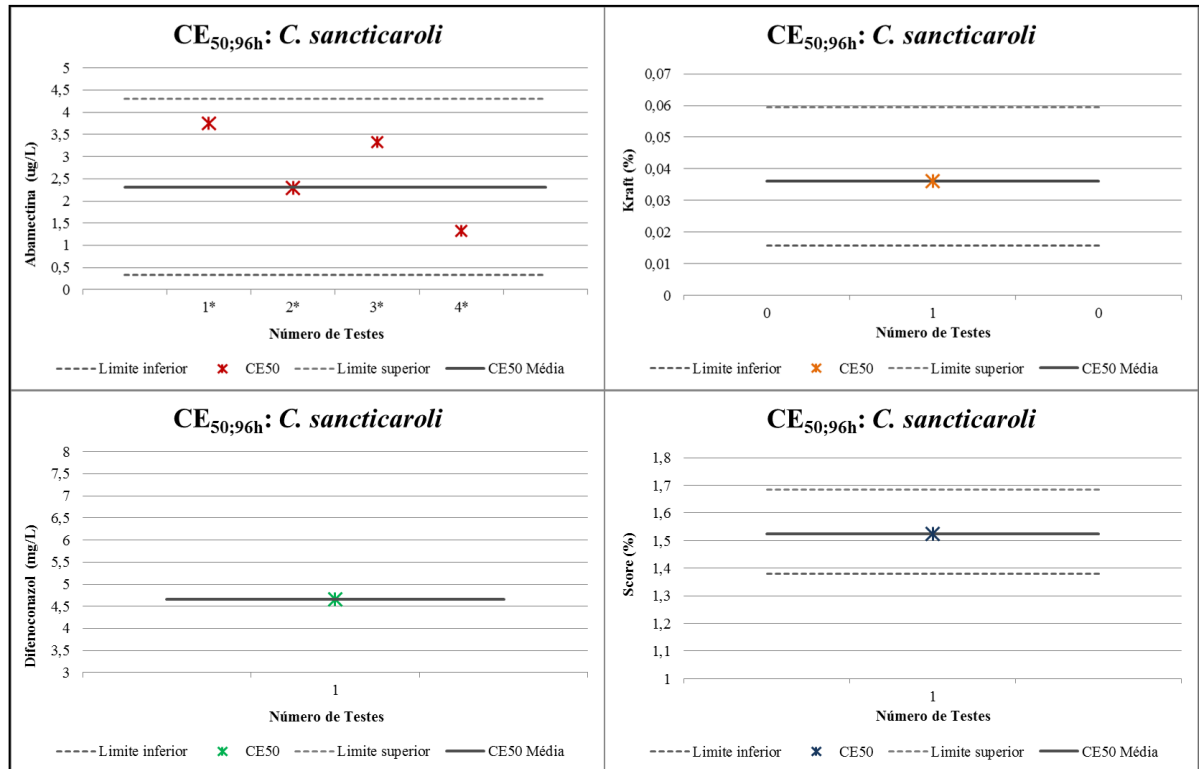 CE50;96h: C. sancticaroli
Abamectina (ug/L)
5
4,5
4
3,5
3
2,5
2
1,5
1
0,5
0
1* 2* 3* 4*
Número de Testes
Limite inferior CE50 Limite superior CE50 Média
CE50;96h: C. sancticaroli
Kraft (%)
0,07
0,06
0,05
0,04
0,03
0,02
0,01
0
0 1 0
Número de Testes
Limite inferior CE50 Limite superior CE50 Média
CE50;96h: C. sancticaroli
Difenoconazol (mg/L)
8
7,5
7
6,5
6
5,5
5
4,5
4
3,5
3
1
Número de Testes
Limite inferior CE50 Limite superior CE50 Média
CE50;96h: C. sancticaroli
Score (%)
1,8
1,7
1,6
1,5
1,4
1,3
1,2
1,1
1
1
Número de Testes
Limite inferior CE50 Limite superior CE50 Média